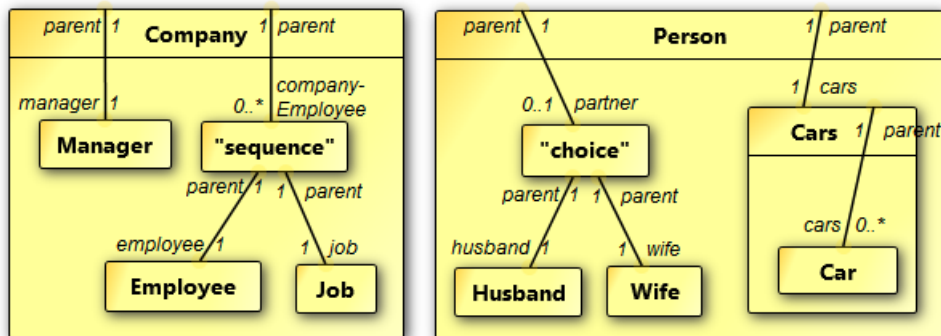 parent 1 Company 1 parent
manager 1
0..* company-
Employee
Manager
"sequence"
parent 1 1 parent
employee 1
1 job
Employee
Job
parent 1 Person 1 parent
0..1 partner
1 cars
"choice"
Cars 1 parent
parent 1 1 parent
husband 1
1 wife
cars 0..*
Husband
Wife
Car